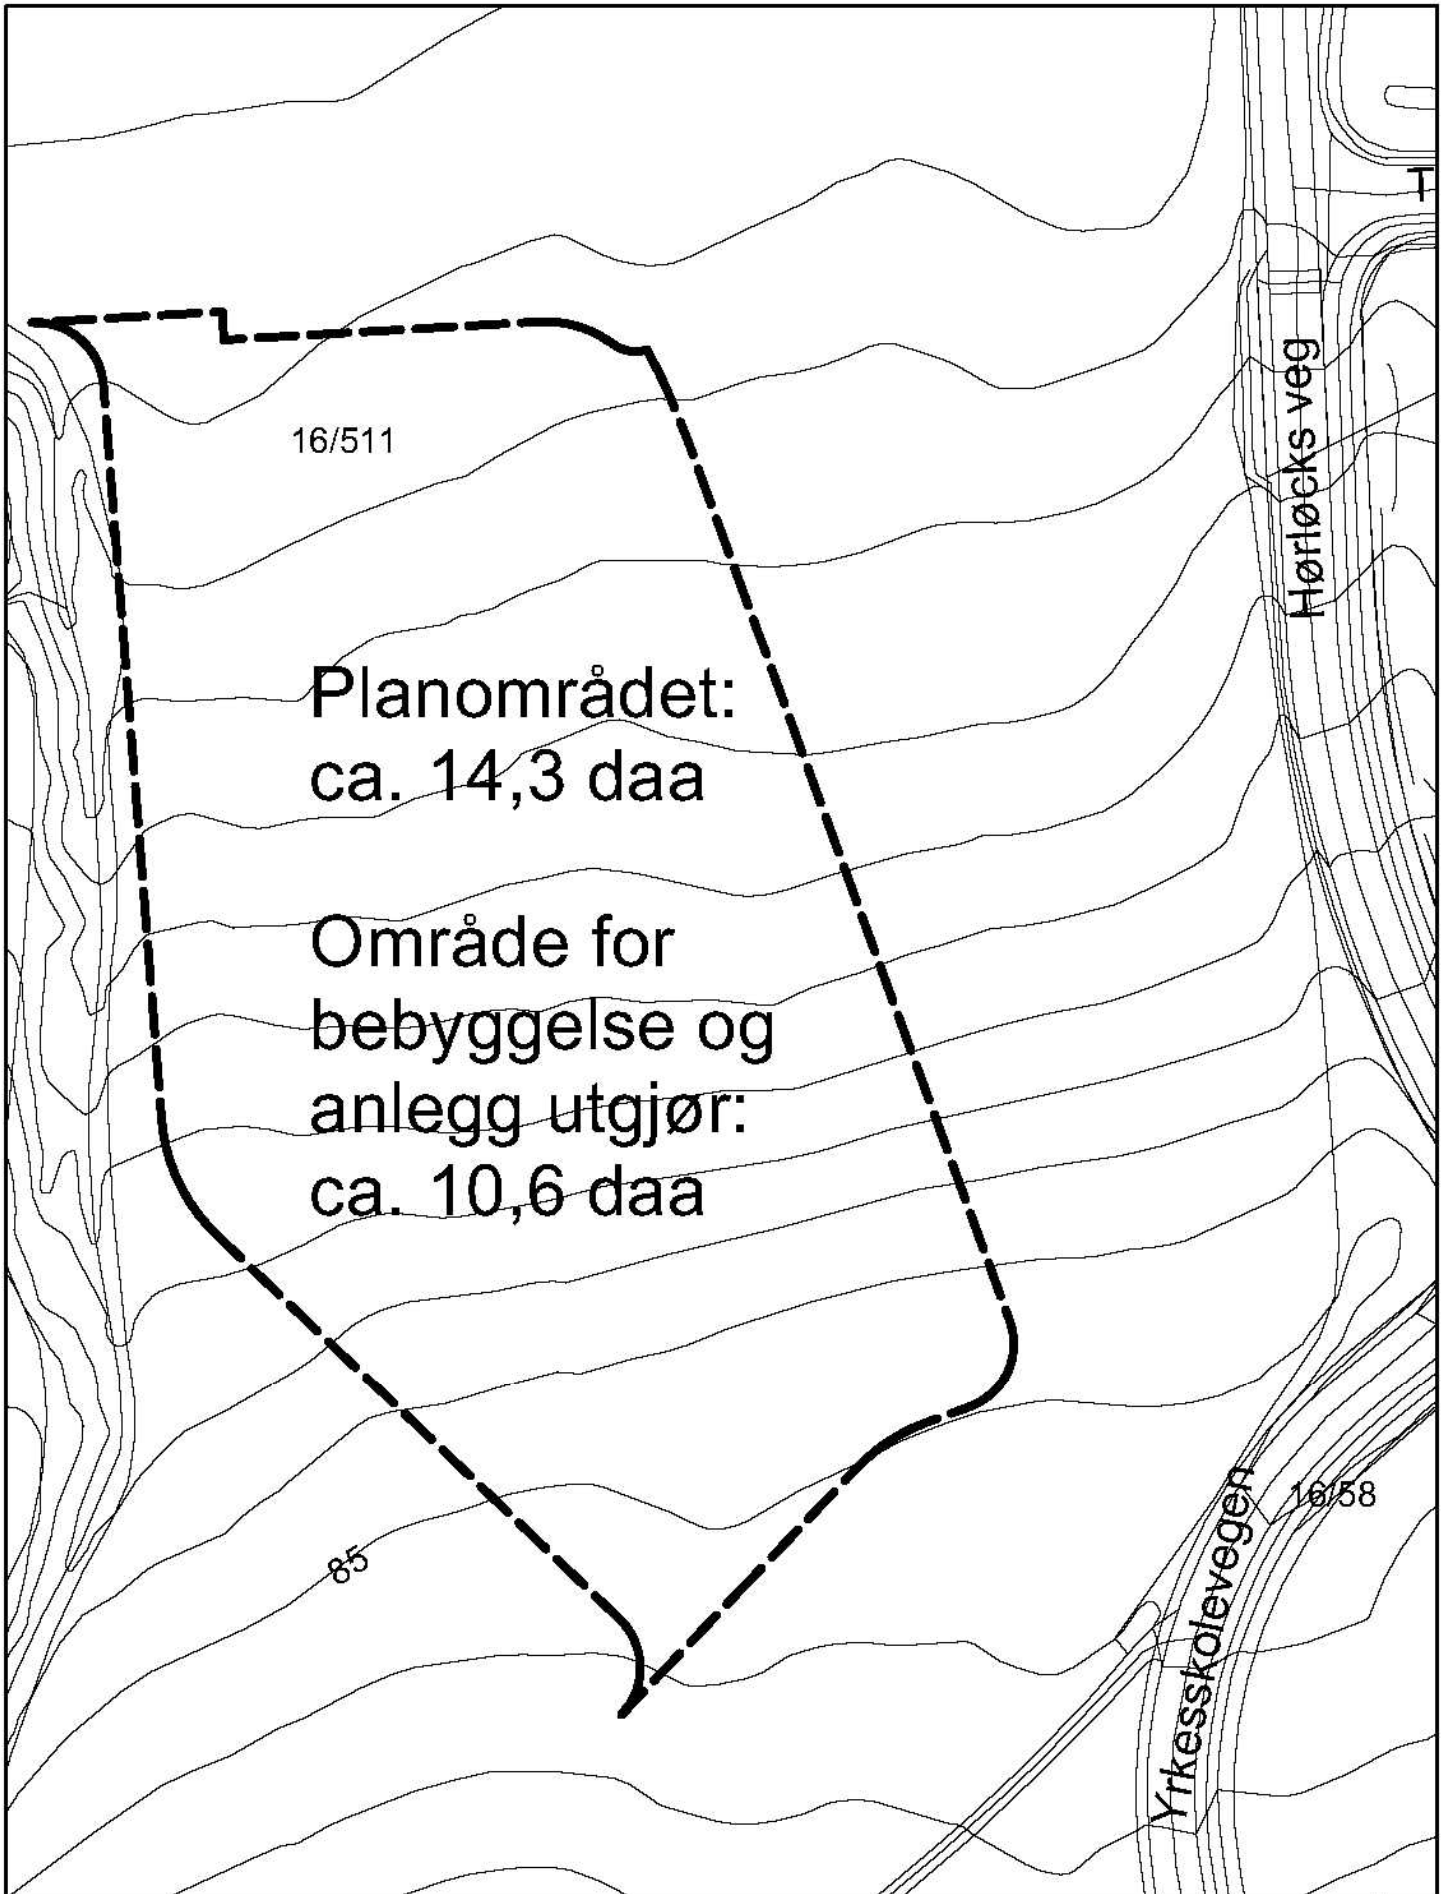 T
Hørløcks veg
16/511
Planområdet:
ca. 14,3 daa
Område for
bebyggelse og
anlegg utgjør:
ca. 10,6 daa
85
16/58
Yrkesskolevegen